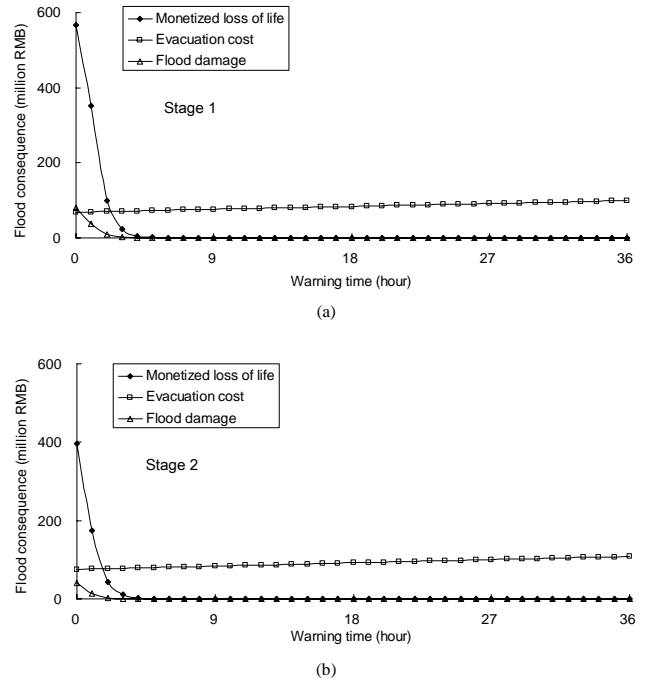 600
400
200
0
Flood consequence (million RMB)
Monetized loss of life
Evacuation cost
Flood damage
Stage 1
0 9 18 27 36
Warning time (hour)
(a)
600
400
200
0
Flood consequence (million RMB)
Monetized loss of life
Evacuation cost
Flood damage
Stage 2
0 9 18 27 36
Warning time (hour)
(b)